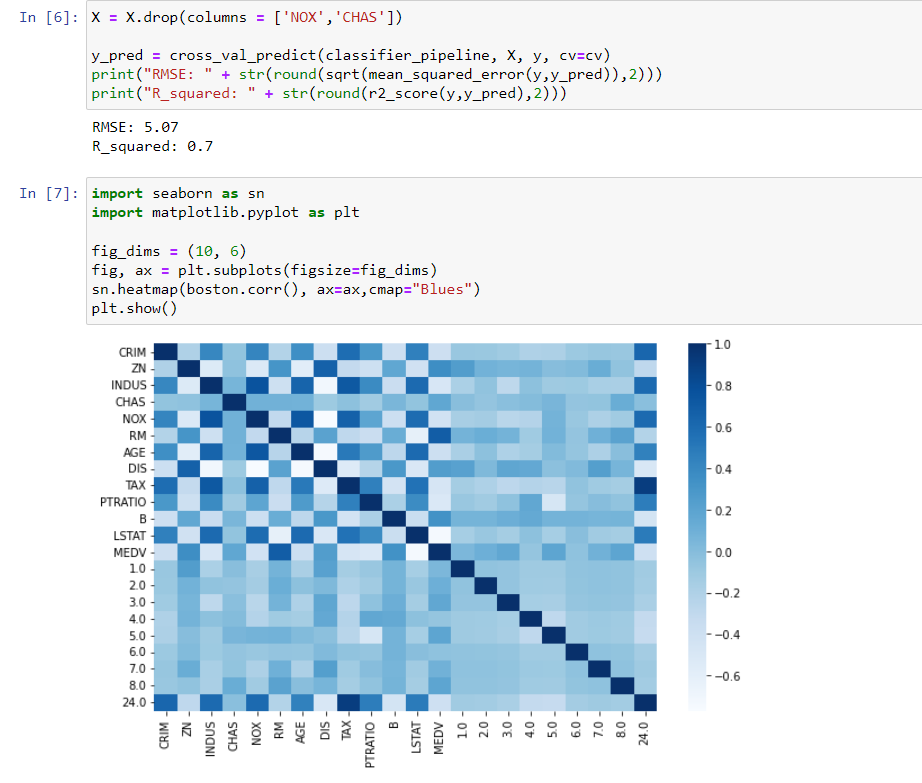 In [6]: X = X.drop(columns = ['NOX','CHAS'])
y_pred = cross_val_predict(classifier_pipeline, X, y, cv=cv)
print("RMSE: " + str(round(sqrt(mean_squared_error(y,y_pred)),2)))
print("R_squared: " + str(round(r2_score(y,y_pred),2)))
RMSE: 5.07
R_squared: 0.7
In [7]: import seaborn as sn
import matplotlib.pyplot as plt
fig_dims = (10, 6)
fig, ax = plt.subplots(figsize=fig_dims)
sn.heatmap(boston.corr(), ax=ax,cmap="Blues")
plt.show()
CRIM
ZN
INDUS
CHAS
NOX
RM
AGE
DIS
TAX
PTRATIO
B
LSTAT
MEDV
1.0
2.0
3.0
4.0
5.0
6.0
7.0
8.0
24.0
CRIM
ZN
INDUS
CHAS
NOX
RM
AGE
DIS
TAX
PTRATIO
B
LSTAT
MEDV
1.0
2.0
3.0
4.0
5.0
6.0
7.0
8.0
24.0
1.0
0.8
0.6
0.4
0.2
0.0
−0.2
−0.4
−0.6